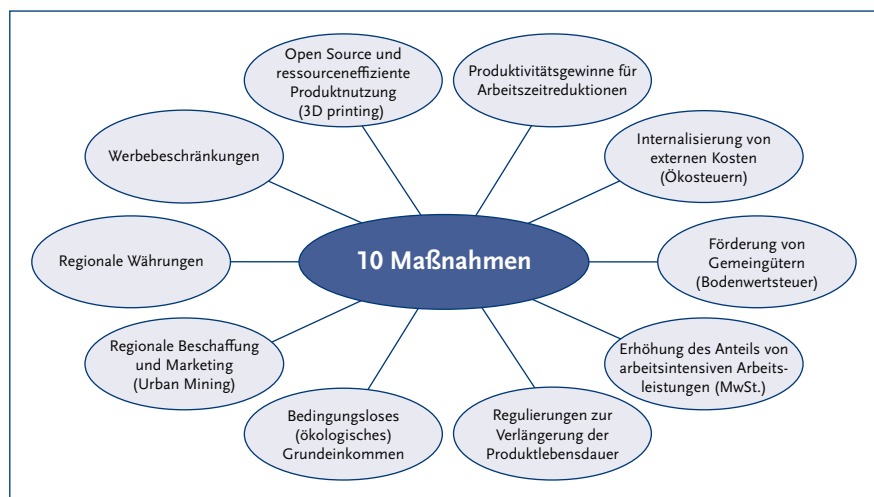 Open Source und
ressourceneffiziente
Produktnutzung
(3D printing)
Produktivitätsgewinne für
Arbeitszeitreduktionen
Werbebeschränkungen
Internalisierung von
externen Kosten
(Ökosteuern)
Regionale Währungen
10 Maßnahmen
Förderung von
Gemeingütern
(Bodenwertsteuer)
Regionale Beschaffung
und Marketing
(Urban Mining)
Erhöhung des Anteils von
arbeitsintensiven Arbeits-
leistungen (MwSt.)
Bedingungsloses
(ökologisches)
Grundeinkommen
Regulierungen zur
Verlängerung der
Produktlebensdauer